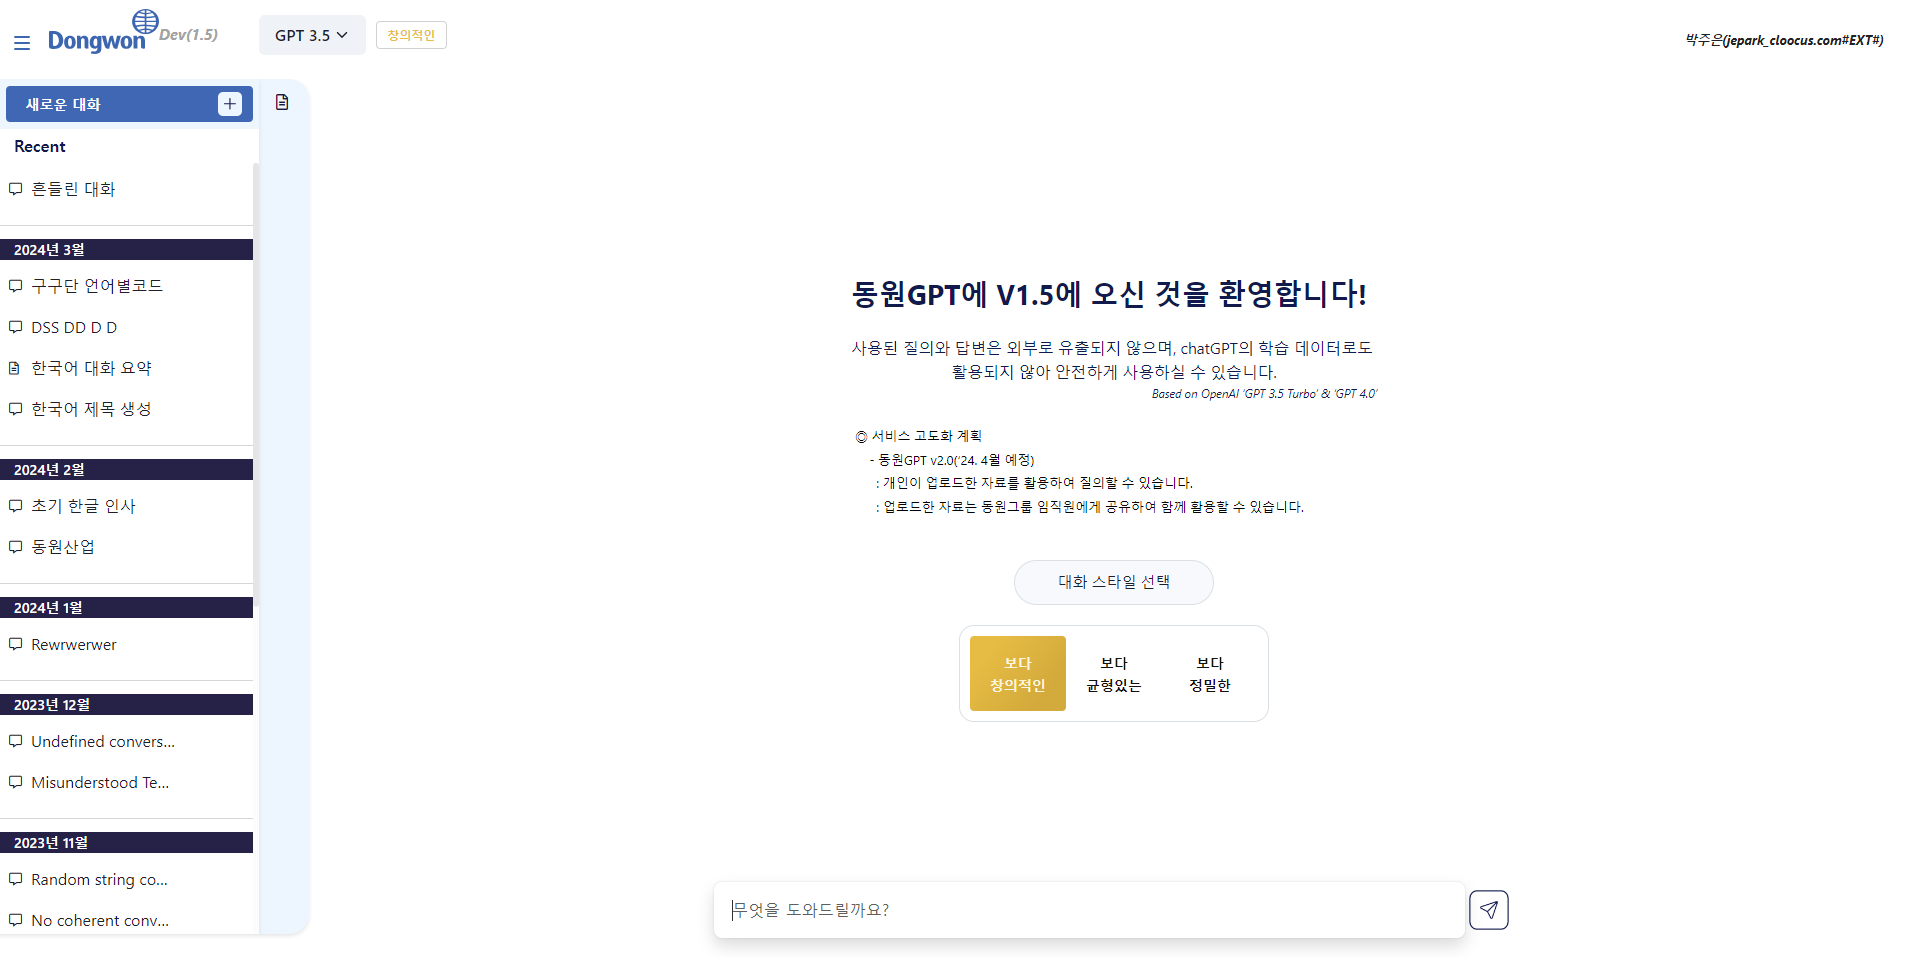 Dongwon
Dev(1.5)
GPT 3.5
창의적인
박주은(jepark_cloocus.com#EXT#)
새로운 대화
Recent
흔들린 대화
2024년 3월
구구단 언어별코드
DSS DD D D
한국어 대화 요약
한국어 제목 생성
2024년 2월
초기 한글 인사
동원산업
2024년 1월
Rewrwerwer
2023년 12월
Undefined convers...
Misunderstood Te...
2023년 11월
Random string co...
No coherent conv...
동원GPT에 V1.5에 오신 것을 환영합니다!
사용된 질의와 답변은 외부로 유출되지 않으며, chatGPT의 학습 데이터로도
활용되지 않아 안전하게 사용하실 수 있습니다.
Based on OpenAI 'GPT 3.5 Turbo' & 'GPT 4.0'
◎ 서비스 고도화 계획
- 동원GPT v2.0('24. 4월 예정)
: 개인이 업로드한 자료를 활용하여 질의할 수 있습니다.
: 업로드한 자료는 동원그룹 임직원에게 공유하여 함께 활용할 수 있습니다.
대화 스타일 선택
보다
창의적인
보다
균형있는
보다
정밀한
무엇을 도와드릴까요?